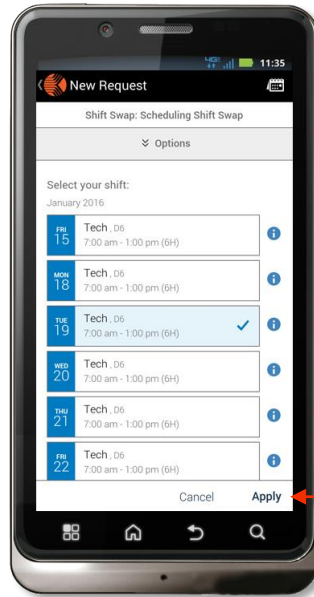 4G
11:35
New Request
Shift Swap: Scheduling Shift Swap
Options
Select your shift:
January 2016
FRI
15
Tech , D6
7:00 am - 1:00 pm (6H)
MON
18
Tech , D6
7:00 am - 1:00 pm (6H)
TUE
19
Tech , D6
7:00 am - 1:00 pm (6H)
WED
20
Tech , D6
7:00 am - 1:00 pm (6H)
THU
21
Tech , D6
7:00 am - 1:00 pm (6H)
FRI
22
Tech , D6
7:00 am - 1:00 pm (6H)
Cancel Apply